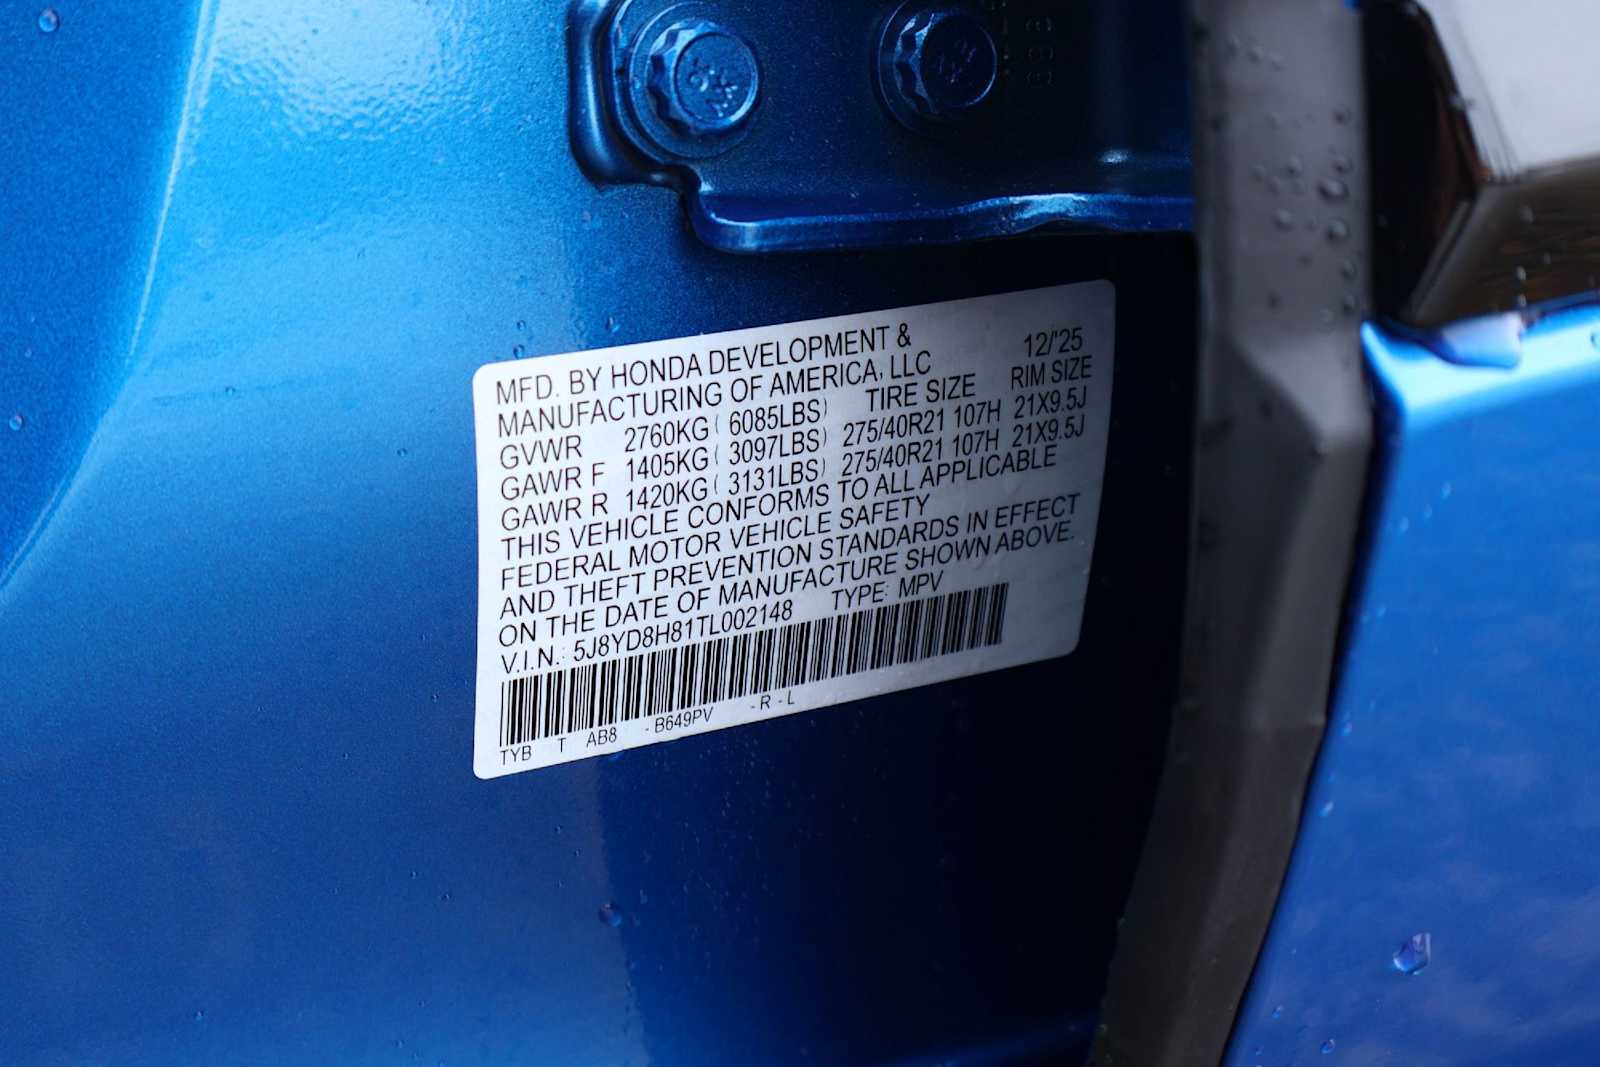 MFD. BY HONDA DEVELOPMENT & 12/'25
MANUFACTURING OF AMERICA, LLC RIM SIZE
GVWR 2760KG ( 6085LBS) TIRE SIZE
GAWR F 1405KG ( 3097LBS) 275/40R21 107H 21X9.5J
GAWR R 1420KG ( 3131LBS) 275/40R21 107H 21X9.5J
THIS VEHICLE CONFORMS TO ALL APPLICABLE
FEDERAL MOTOR VEHICLE SAFETY
AND THEFT PREVENTION STANDARDS IN EFFECT
ON THE DATE OF MANUFACTURE SHOWN ABOVE.
V.I.N.: 5J8YD8H81TL002148 TYPE: MPV
TYB T AB8 - B649PV - R - L